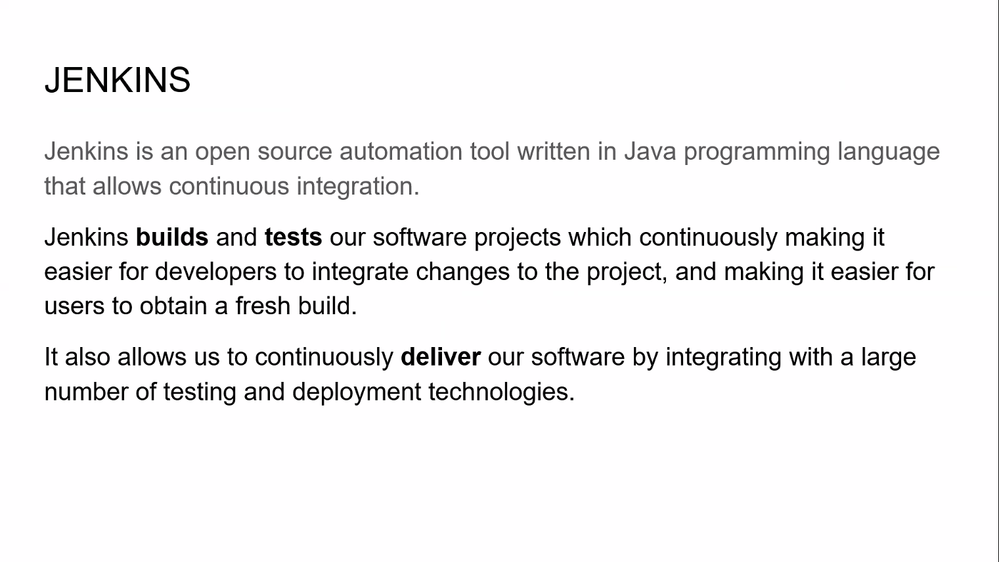 JENKINS
Jenkins is an open source automation tool written in Java programming language
that allows continuous integration.
Jenkins builds and tests our software projects which continuously making it
easier for developers to integrate changes to the project, and making it easier for
users to obtain a fresh build.
It also allows us to continuously deliver our software by integrating with a large
number of testing and deployment technologies.